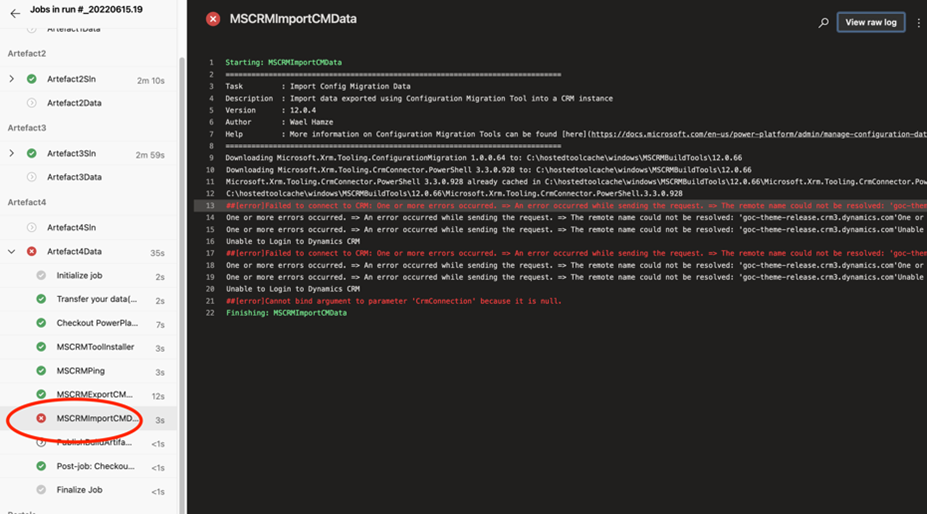 Jobs in run #_20220615.19
Artefact1Data
Artefact2
Artefact2Sln 2m 10s
Artefact2Data
Artefact3
Artefact3Sln 2m 59s
Artefact3Data
Artefact4
Artefact4Sln
Artefact4Data 35s
Initialize job 2s
Transfer your data(... 2s
Checkout PowerPla... 7s
MSCRMToolInstaller 3s
MSCRMPing 3s
MSCRMExportCM... 12s
MSCRMImportCMD... 3s
PublishBuildArtifa... <1s
Post-job: Checkou... <1s
Finalize Job <1s
MSCRMImportCMData
View raw log
1 Starting: MSCRMImportCMData
2 ==============================================================================
3 Task : Import Config Migration Data
4 Description : Import data exported using Configuration Migration Tool into a CRM instance
5 Version : 12.0.4
6 Author : Wael Hamze
7 Help : More information on Configuration Migration Tools can be found [here](https://docs.microsoft.com/en-us/power-platform/admin/manage-configuration-dat
8 ==============================================================================
9 Downloading Microsoft.Xrm.Tooling.ConfigurationMigration 1.0.0.64 to: C:\hostedtoolcache\windows\MSCRMBuildTools\12.0.66
10 Downloading Microsoft.Xrm.Tooling.CrmConnector.PowerShell 3.3.0.928 to: C:\hostedtoolcache\windows\MSCRMBuildTools\12.0.66
11 Microsoft.Xrm.Tooling.CrmConnector.PowerShell 3.3.0.928 already cached in C:\hostedtoolcache\windows\MSCRMBuildTools\12.0.66\Microsoft.Xrm.Tooling.CrmConnector.Pow
12 C:\hostedtoolcache\windows\MSCRMBuildTools\12.0.66\Microsoft.Xrm.Tooling.CrmConnector.PowerShell.3.3.0.928
13 ##[error]Failed to connect to CRM: One or more errors occurred. => An error occurred while sending the request. => The remote name could not be resolved: 'goc-them
14 One or more errors occurred. => An error occurred while sending the request. => The remote name could not be resolved: 'goc-theme-release.crm3.dynamics.com'One or
15 One or more errors occurred. => An error occurred while sending the request. => The remote name could not be resolved: 'goc-theme-release.crm3.dynamics.com'Unable
16 Unable to Login to Dynamics CRM
17 ##[error]Failed to connect to CRM: One or more errors occurred. => An error occurred while sending the request. => The remote name could not be resolved: 'goc-them
18 One or more errors occurred. => An error occurred while sending the request. => The remote name could not be resolved: 'goc-theme-release.crm3.dynamics.com'One or
19 One or more errors occurred. => An error occurred while sending the request. => The remote name could not be resolved: 'goc-theme-release.crm3.dynamics.com'Unable
20 Unable to Login to Dynamics CRM
21 ##[error]Cannot bind argument to parameter 'CrmConnection' because it is null.
22 Finishing: MSCRMImportCMData